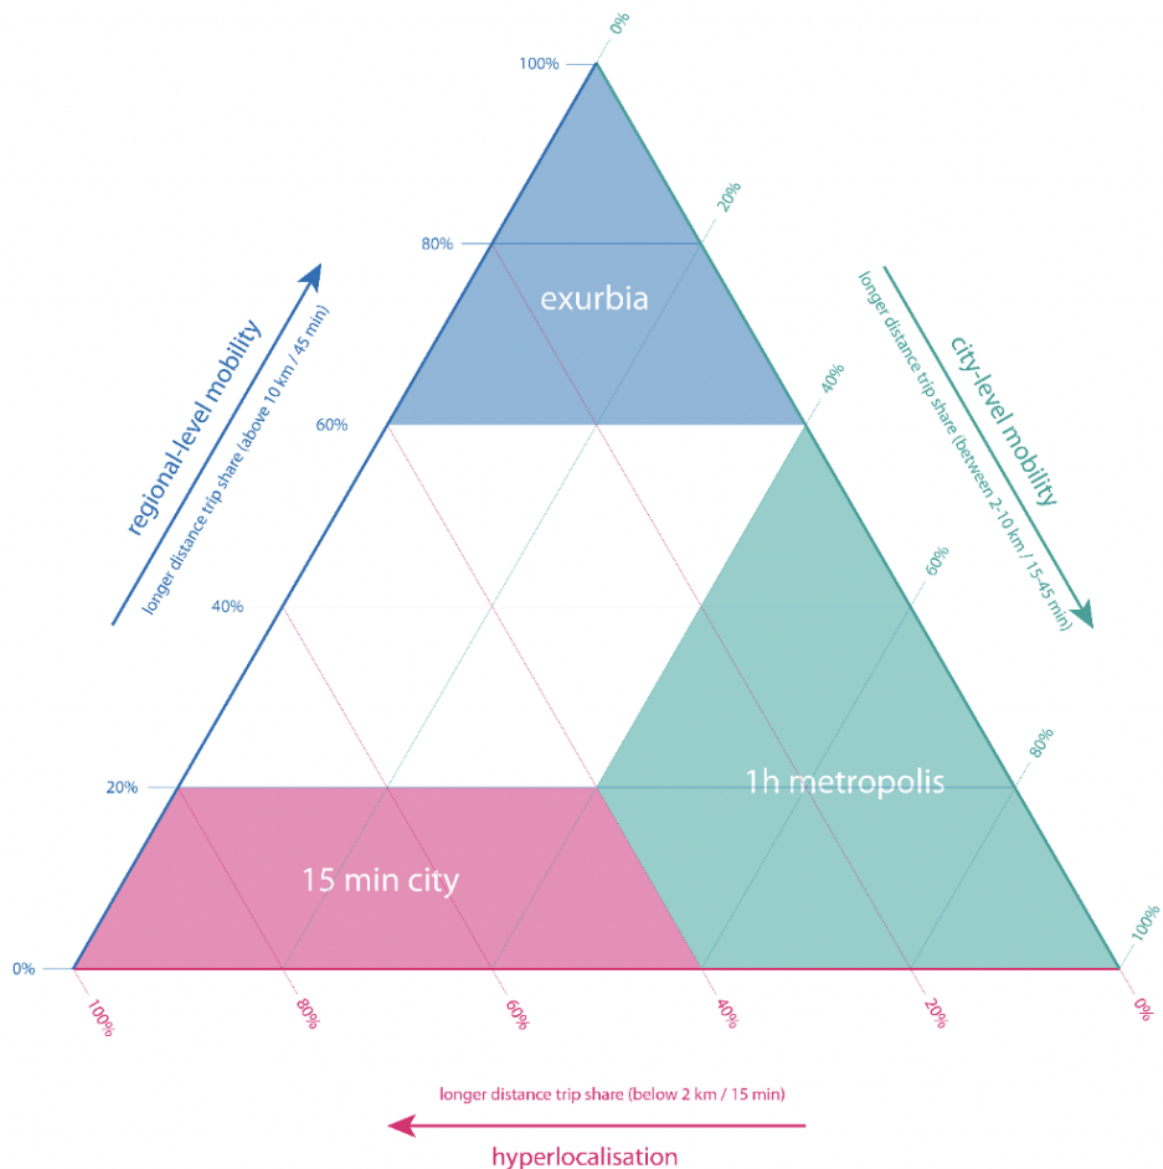 0%
100%
20%
80%
exurbia
regional-level mobility
longer distance trip share (above 10 km / 45 min)
city-level mobility
longer distance trip share (between 2-10 km / 15-45 min)
40%
60%
60%
40%
80%
20%
1h metropolis
15 min city
100%
0%
100%
80%
60%
40%
20%
0%
longer distance trip share (below 2 km / 15 min)
hyperlocalisation